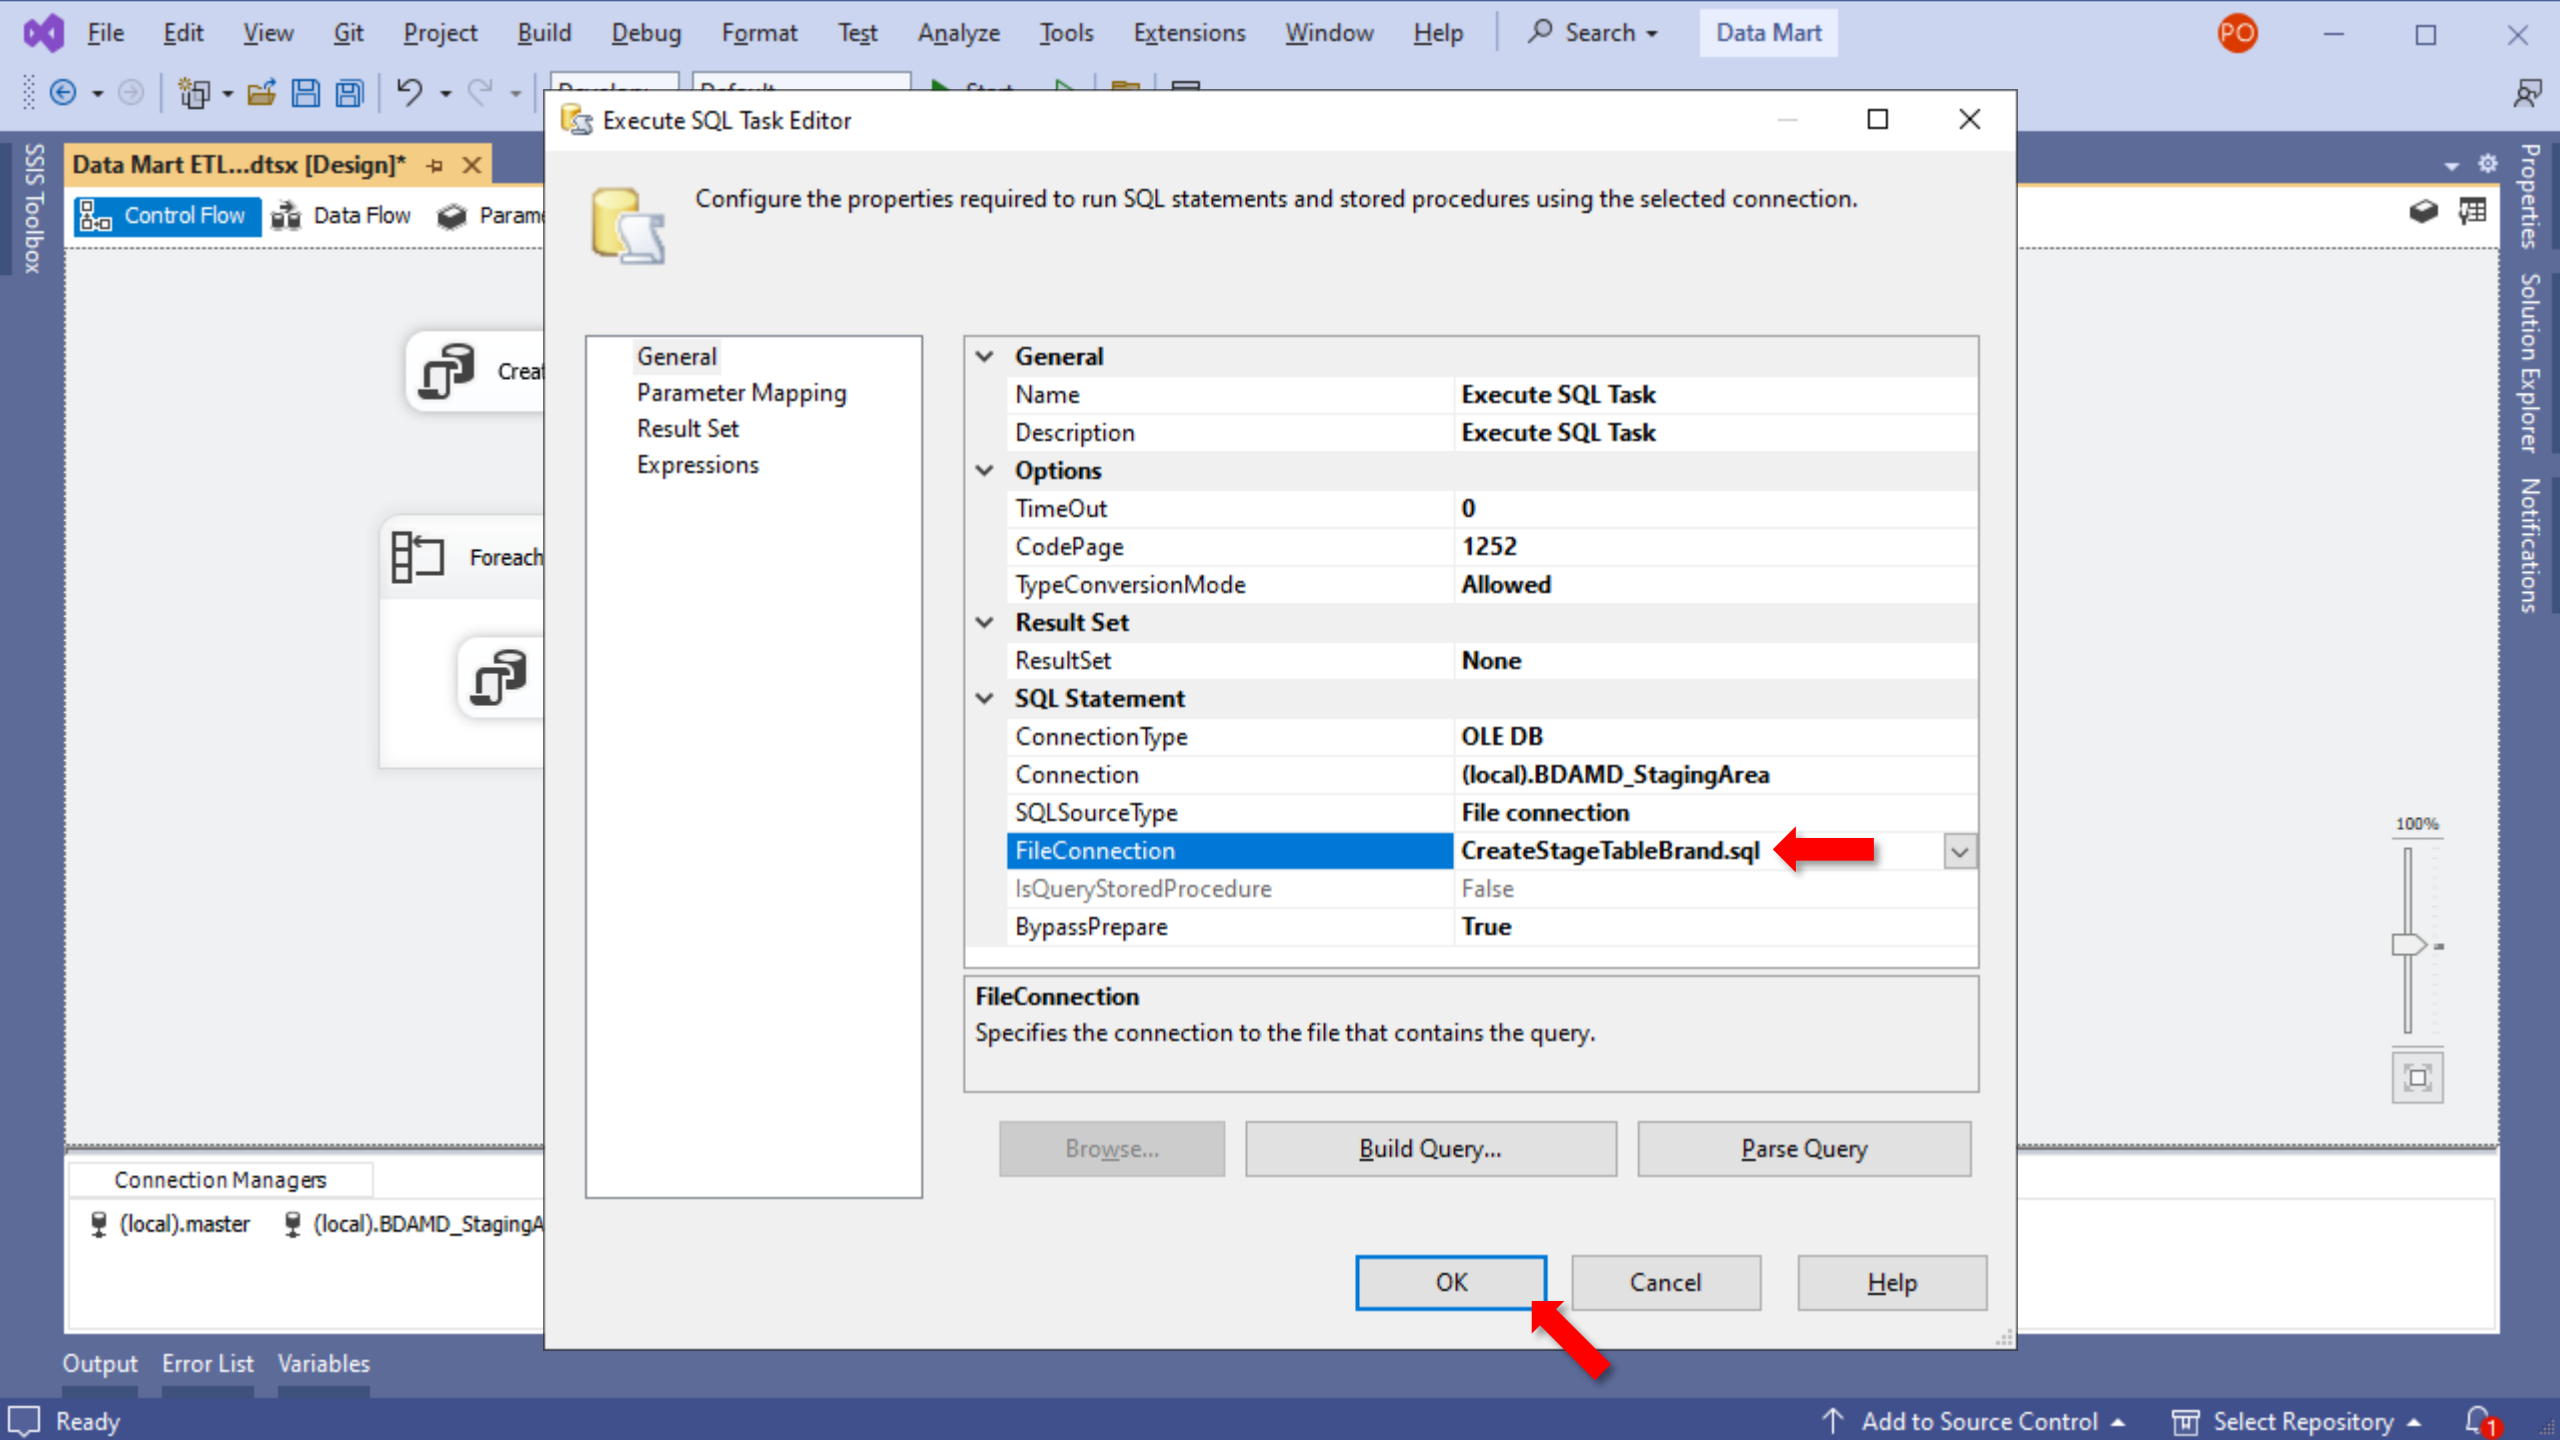 File Edit View Git Project Build Debug Format Test Analyze Tools Extensions Window Help Search Data Mart PO
Execute SQL Task Editor
SSIS Toolbox
Data Mart ETL...dtsx [Design]*
Control Flow Data Flow
Configure the properties required to run SQL statements and stored procedures using the selected connection.
General
Parameter Mapping
Result Set
Expressions
General
Name Execute SQL Task
Description Execute SQL Task
Options
TimeOut 0
CodePage 1252
TypeConversionMode Allowed
Result Set
ResultSet None
SQL Statement
ConnectionType OLE DB
Connection (local).BDAMD_StagingArea
SQLSourceType File connection
FileConnection CreateStageTableBrand.sql
IsQueryStoredProcedure False
BypassPrepare True
FileConnection
Specifies the connection to the file that contains the query.
Browse... Build Query... Parse Query
OK Cancel Help
Foreach
100%
Properties
Solution Explorer
Notifications
Connection Managers
(local).master (local).BDAMD_StagingA
Output Error List Variables
Ready Add to Source Control Select Repository 1